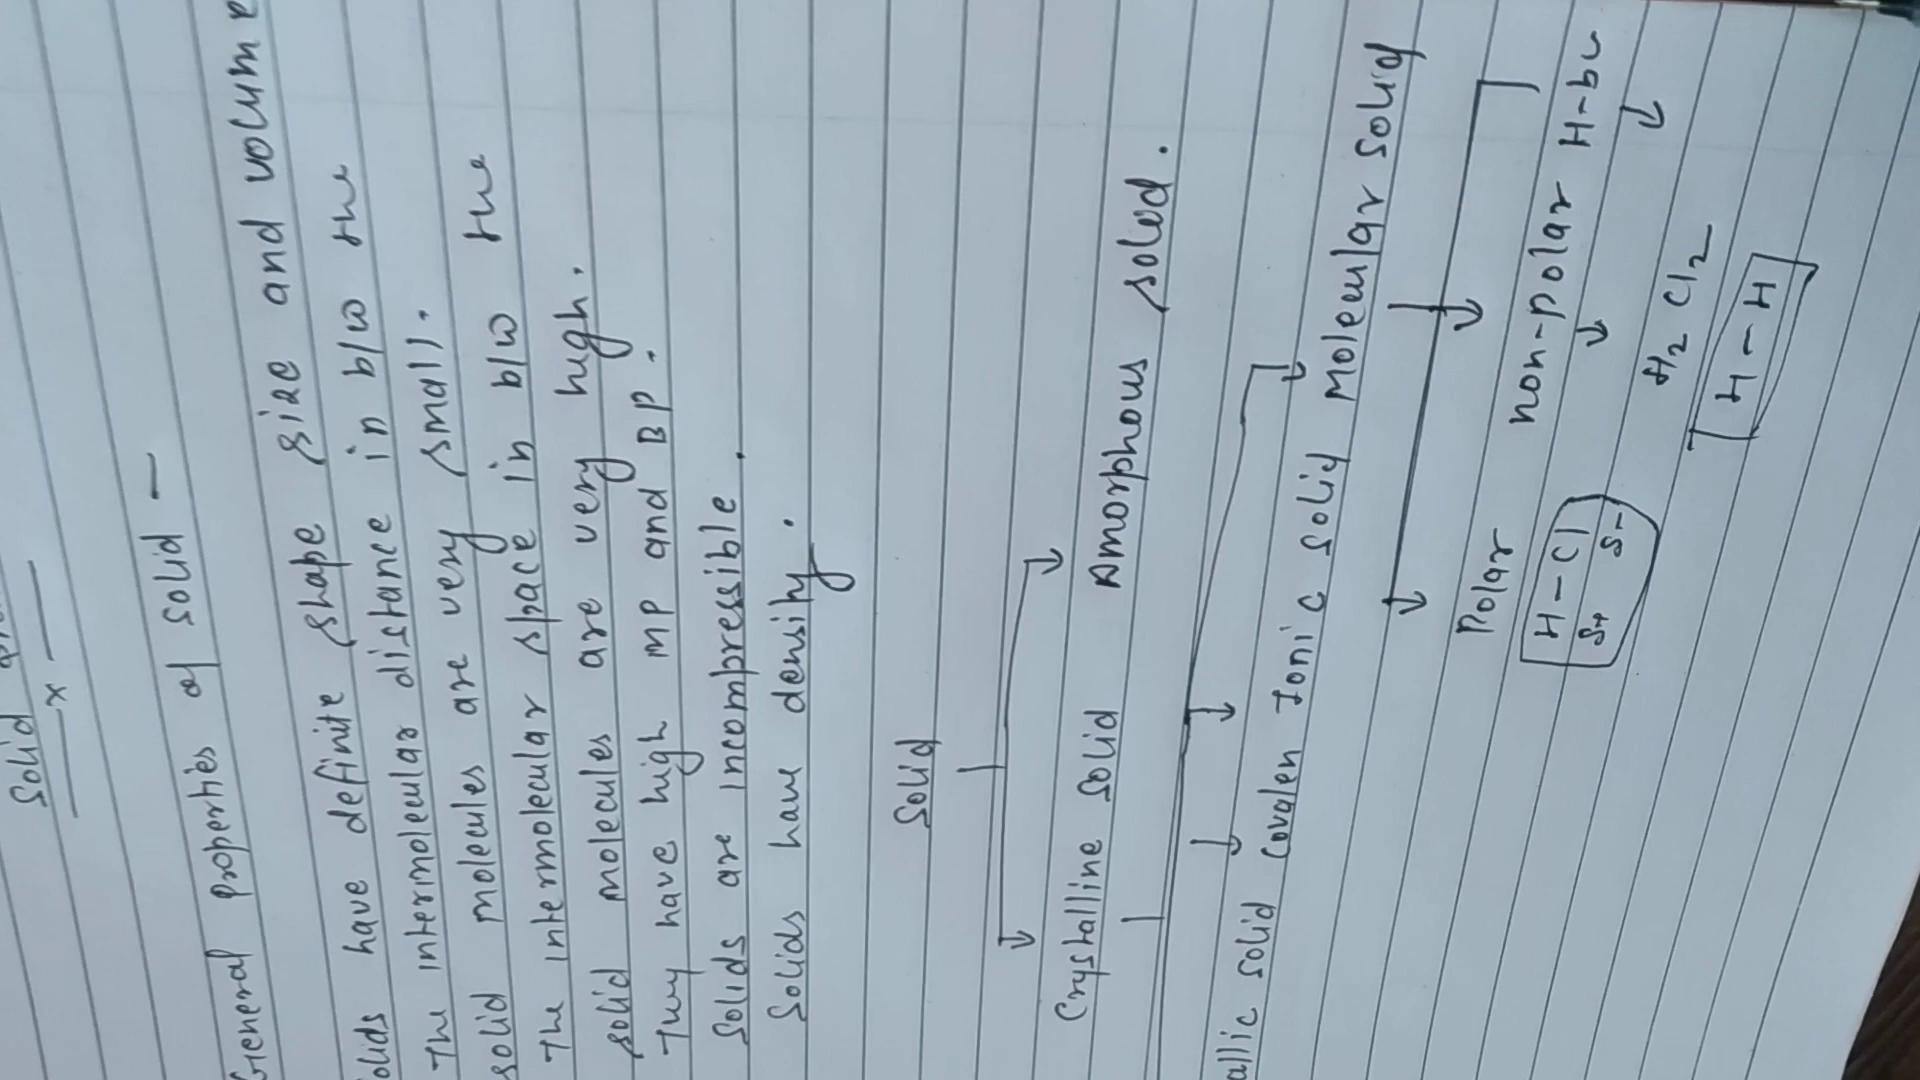 Solid
— x —
General properties of solid —
olids have definite shape size and volume
The intermolecular distance in b/w the
solid molecules are very small.
The intermolecular space in b/w the
solid molecules are very high.
They have high MP and BP.
Solids are incompressible.
Solids have density.
Solid
Crystalline Solid Amorphous solid.
allic solid Covalen Ionic Solid Molecular Solid
Polar non-polar H-b
H-Cl H2 Cl2
δ+ δ-
H-H